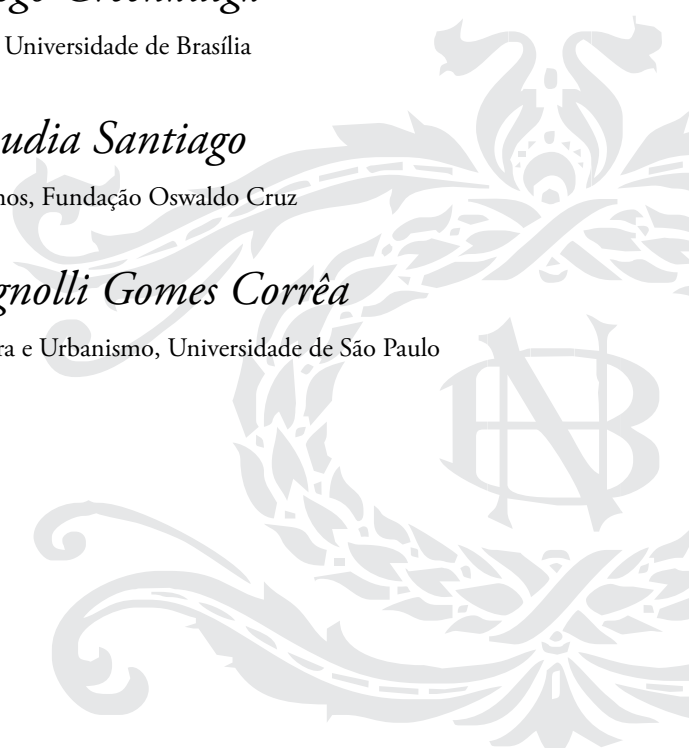 Universidade de Brasília
udia Santiago
nos, Fundação Oswaldo Cruz
gnolli Gomes Corrêa
ra e Urbanismo, Universidade de São Paulo